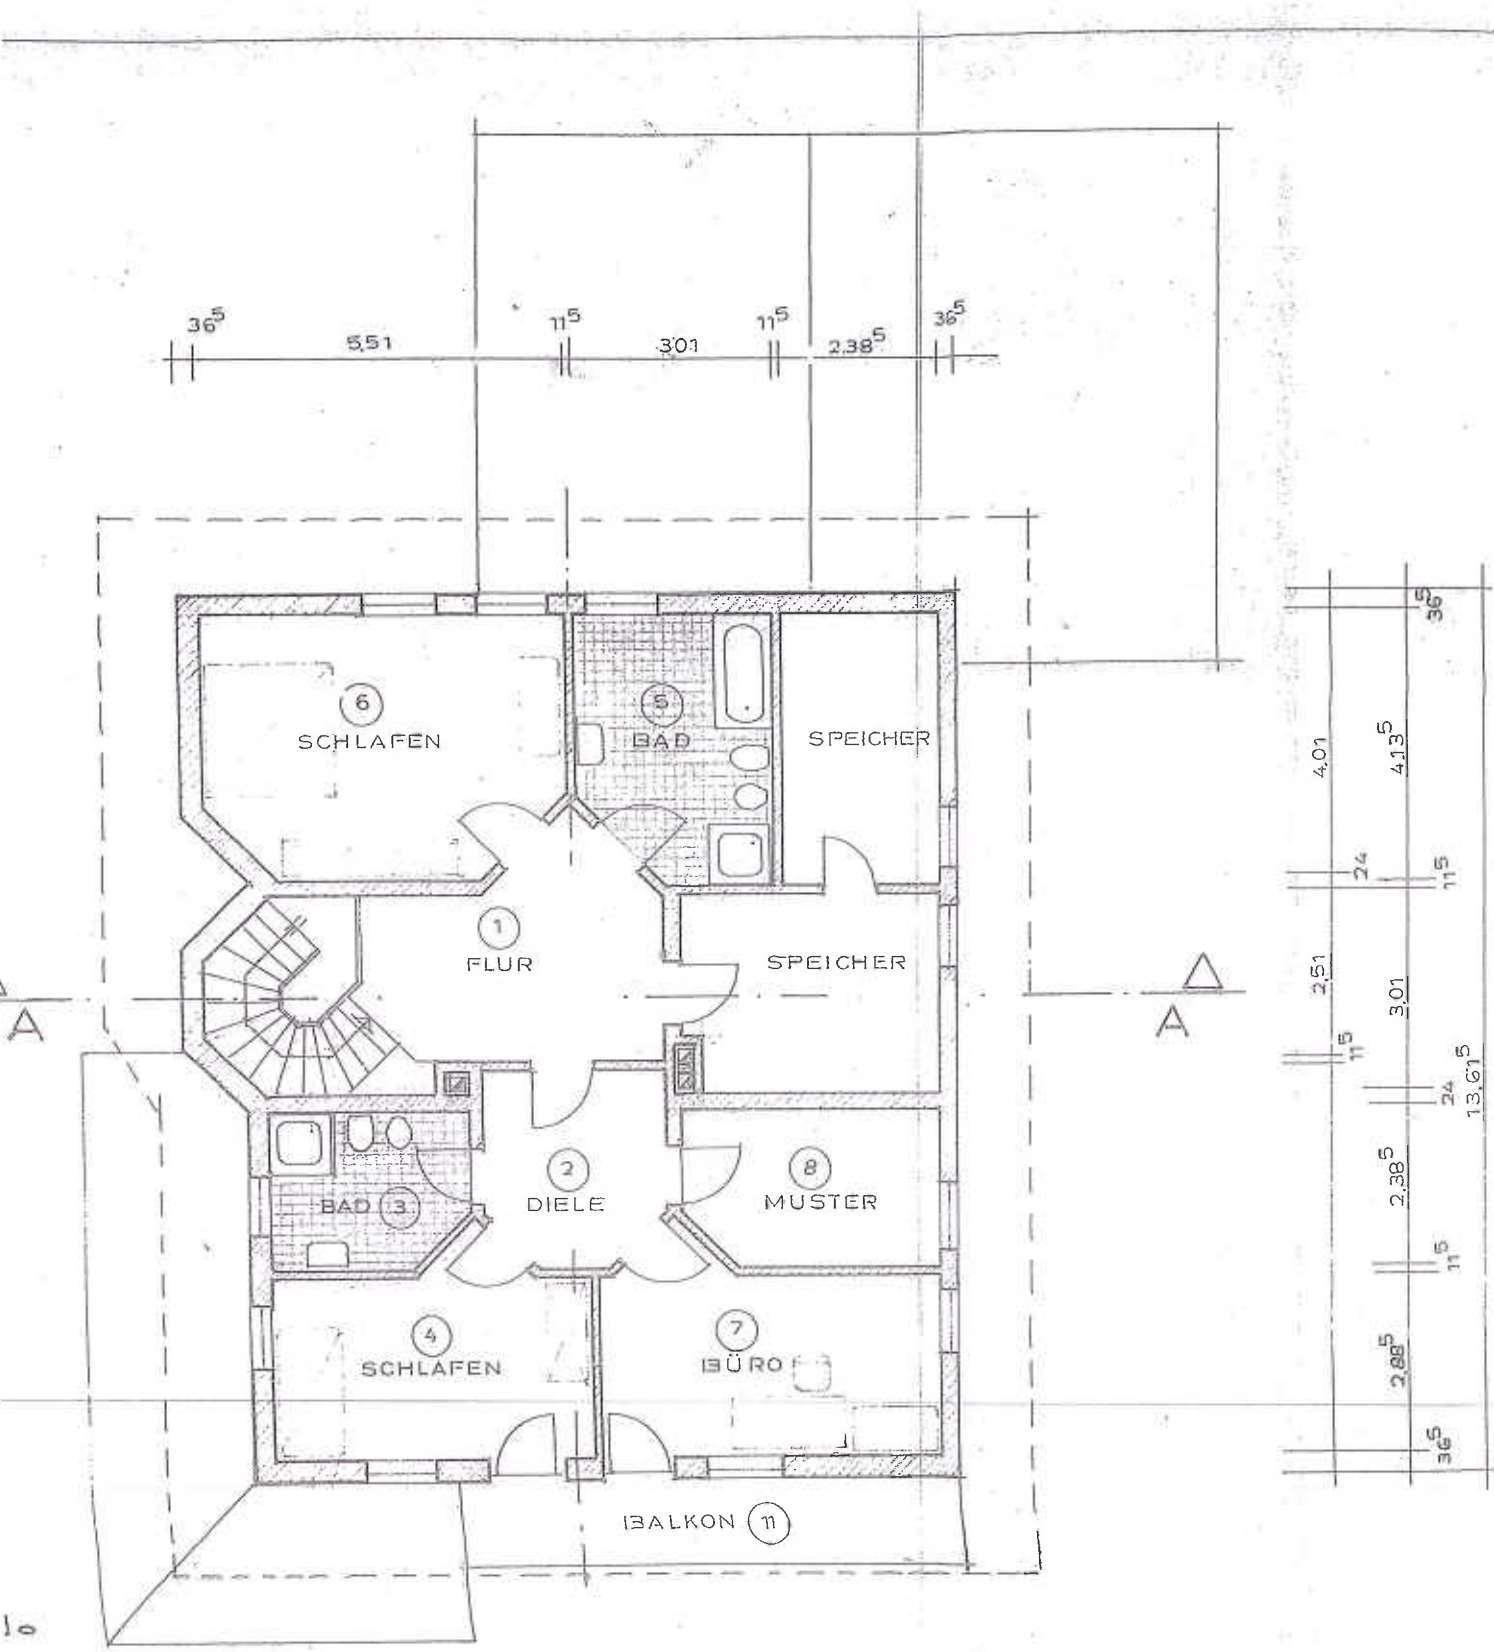 36⁵ 5,51 11⁵ 3,01 11⁵ 2,38⁵ 36⁵
6
SCHLAFEN
5
BAD
SPEICHER
1
FLUR
SPEICHER
A
A
2
DIELE
8
MUSTER
BAD 3
4
SCHLAFEN
7
BÜRO
BALKON 11
4,01
24
2,51
11⁵
36⁵
4,13⁵
11⁵
3,01
24
2,38⁵
11⁵
2,88⁵
36⁵
13,61⁵